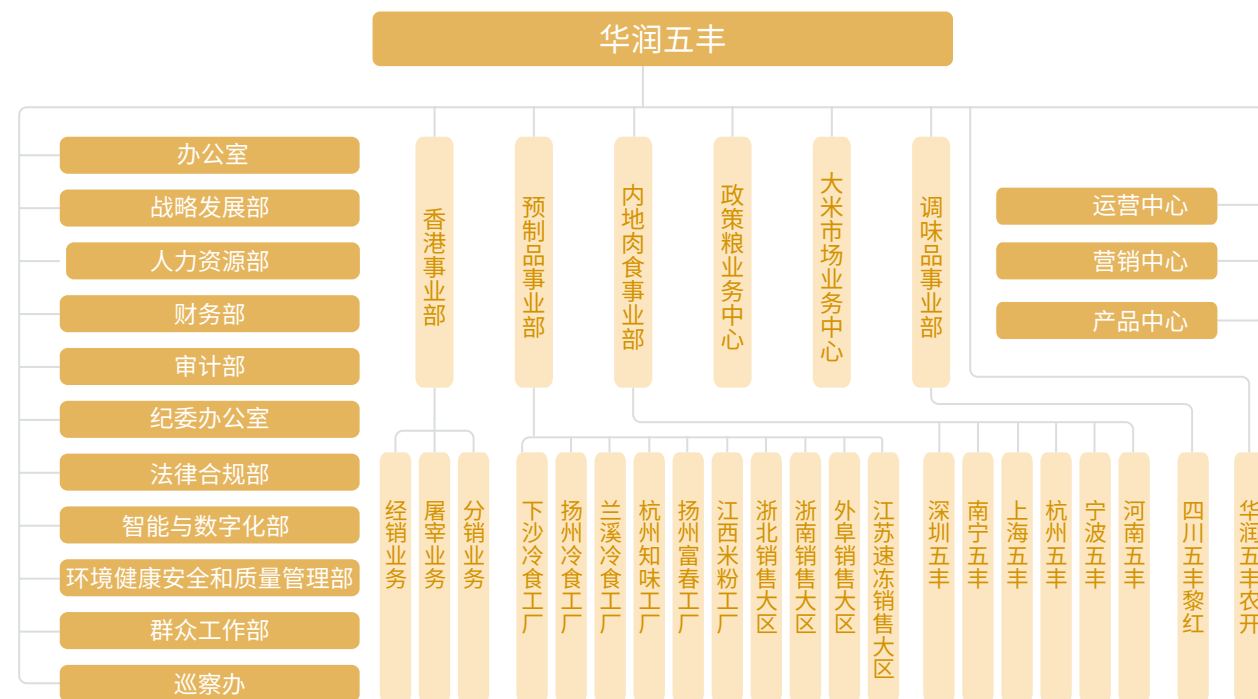 华润五丰
办公室
战略发展部
人力资源部
财务部
审计部
纪委办公室
法律合规部
智能与数字化部
环境健康安全和质量管理部
群众工作部
巡察办
香港事业部
预制品事业部
内地肉食事业部
政策粮业务中心
大米市场业务中心
调味品事业部
运营中心
营销中心
产品中心
经销业务
屠宰业务
分销业务
下沙冷食工厂
扬州冷食工厂
兰溪冷食工厂
杭州知味工厂
扬州富春工厂
江西米粉工厂
浙北销售大区
浙南销售大区
外阜销售大区
江苏速冻销售大区
深圳五丰
南宁五丰
上海五丰
杭州五丰
宁波五丰
河南五丰
四川五丰黎红
华润五丰农开